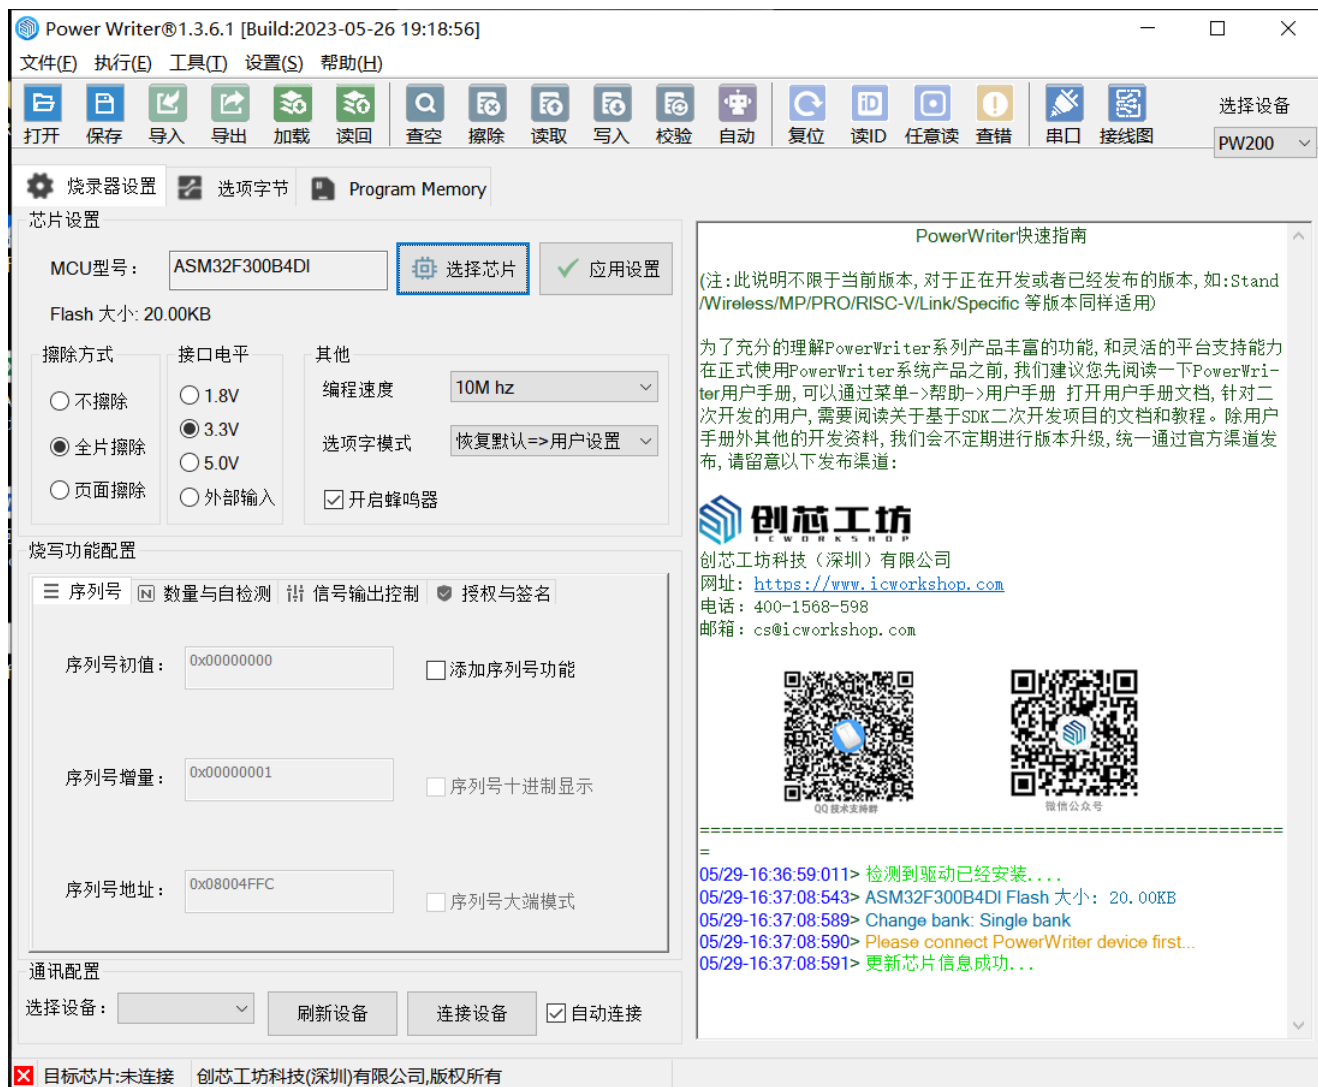 Power Writer®1.3.6.1 [Build:2023-05-26 19:18:56]
文件(F) 执行(E) 工具(T) 设置(S) 帮助(H)
打开 保存 导入 导出 加载 读回 查空 擦除 读取 写入 校验 自动 复位 读ID 任意读 查错 串口 接线图
选择设备
PW200
烧录器设置 选项字节 Program Memory
芯片设置
MCU型号： ASM32F300B4DI 选择芯片 应用设置
Flash 大小: 20.00KB
擦除方式
不擦除
全片擦除
页面擦除
接口电平
1.8V
3.3V
5.0V
外部输入
其他
编程速度 10M hz
选项字模式 恢复默认=>用户设置
开启蜂鸣器
烧写功能配置
序列号 N 数量与自检测 信号输出控制 授权与签名
序列号初值： 0x00000000 添加序列号功能
序列号增量： 0x00000001 序列号十进制显示
序列号地址： 0x08004FFC 序列号大端模式
通讯配置
选择设备： 刷新设备 连接设备 自动连接
PowerWriter快速指南
(注:此说明不限于当前版本,对于正在开发或者已经发布的版本,如:Stand
/Wireless/MP/PRO/RISC-V/Link/Specific 等版本同样适用)
为了充分的理解PowerWriter系列产品丰富的功能,和灵活的平台支持能力
在正式使用PowerWriter系统产品之前,我们建议您先阅读一下PowerWri-
ter用户手册,可以通过菜单->帮助->用户手册 打开用户手册文档,针对二
次开发的用户,需要阅读关于基于SDK二次开发项目的文档和教程。除用户
手册外其他的开发资料,我们会不定期进行版本升级,统一通过官方渠道发
布,请留意以下发布渠道:
创芯工坊
ICWORKSHOP
创芯工坊科技（深圳）有限公司
网址: https://www.icworkshop.com
电话: 400-1568-598
邮箱: cs@icworkshop.com
QQ技术支持群
微信公众号
======================================================
=
05/29-16:36:59:011> 检测到驱动已经安装....
05/29-16:37:08:543> ASM32F300B4DI Flash 大小: 20.00KB
05/29-16:37:08:589> Change bank: Single bank
05/29-16:37:08:590> Please connect PowerWriter device first...
05/29-16:37:08:591> 更新芯片信息成功...
目标芯片:未连接 创芯工坊科技(深圳)有限公司,版权所有